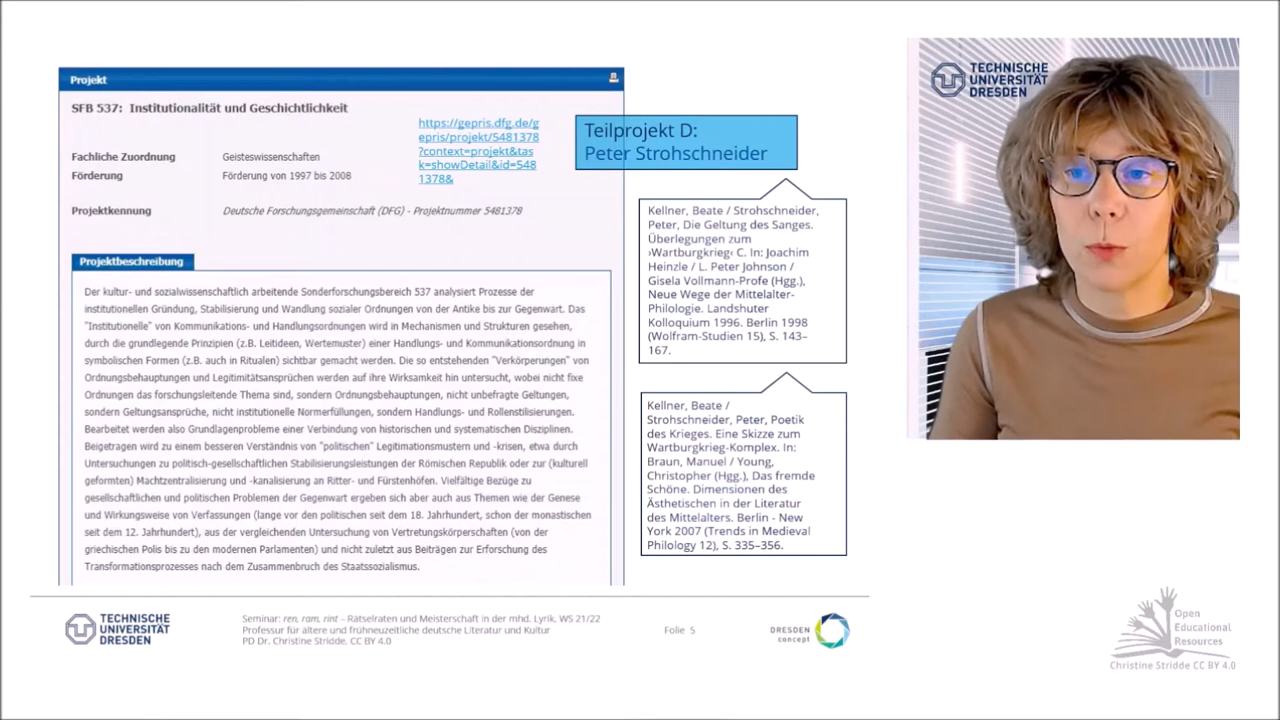 Projekt
SFB 537: Institutionalität und Geschichtlichkeit
https://gepris.dfg.de/g
epris/projekt/5481378
?context=projekt&tas
k=showDetail&id=548
1378&
Fachliche Zuordnung Geisteswissenschaften
Förderung Förderung von 1997 bis 2008
Projektkennung Deutsche Forschungsgemeinschaft (DFG) - Projektnummer 5481378
Projektbeschreibung
Der kultur- und sozialwissenschaftlich arbeitende Sonderforschungsbereich 537 analysiert Prozesse der
institutionellen Gründung, Stabilisierung und Wandlung sozialer Ordnungen von der Antike bis zur Gegenwart. Das
"Institutionelle" von Kommunikations- und Handlungsordnungen wird in Mechanismen und Strukturen gesehen,
durch die grundlegende Prinzipien (z.B. Leitideen, Wertemuster) einer Handlungs- und Kommunikationsordnung in
symbolischen Formen (z.B. auch in Ritualen) sichtbar gemacht werden. Die so entstehenden "Verkörperungen" von
Ordnungsbehauptungen und Legitimitätsansprüchen werden auf ihre Wirksamkeit hin untersucht, wobei nicht fixe
Ordnungen das forschungsleitende Thema sind, sondern Ordnungsbehauptungen, nicht unbefragte Geltungen,
sondern Geltungsansprüche, nicht institutionelle Normerfüllungen, sondern Handlungs- und Rollenstilisierungen.
Bearbeitet werden also Grundlagenprobleme einer Verbindung von historischen und systematischen Disziplinen.
Beigetragen wird zu einem besseren Verständnis von "politischen" Legitimationsmustern und -krisen, etwa durch
Untersuchungen zu politisch-gesellschaftlichen Stabilisierungsleistungen der Römischen Republik oder zur (kulturell
geformten) Machtzentralisierung und -kanalisierung an Ritter- und Fürstenhöfen. Vielfältige Bezüge zu
gesellschaftlichen und politischen Problemen der Gegenwart ergeben sich aber auch aus Themen wie der Genese
und Wirkungsweise von Verfassungen (lange vor den politischen seit dem 18. Jahrhundert, schon der monastischen
seit dem 12. Jahrhundert), aus der vergleichenden Untersuchung von Vertretungskörperschaften (von der
griechischen Polis bis zu den modernen Parlamenten) und nicht zuletzt aus Beiträgen zur Erforschung des
Transformationsprozesses nach dem Zusammenbruch des Staatssozialismus.
Teilprojekt D:
Peter Strohschneider
Kellner, Beate / Strohschneider,
Peter, Die Geltung des Sanges.
Überlegungen zum
›Wartburgkrieg‹ C. In: Joachim
Heinzle / L. Peter Johnson /
Gisela Vollmann-Profe (Hgg.),
Neue Wege der Mittelalter-
Philologie. Landshuter
Kolloquium 1996. Berlin 1998
(Wolfram-Studien 15), S. 143–
167.
Kellner, Beate /
Strohschneider, Peter, Poetik
des Krieges. Eine Skizze zum
Wartburgkrieg-Komplex. In:
Braun, Manuel / Young,
Christopher (Hgg.), Das fremde
Schöne. Dimensionen des
Ästhetischen in der Literatur
des Mittelalters. Berlin - New
York 2007 (Trends in Medieval
Philology 12), S. 335–356.
TECHNISCHE
UNIVERSITÄT
DRESDEN
TECHNISCHE
UNIVERSITÄT
DRESDEN
Seminar: ren, ram, rint – Rätselraten und Meisterschaft in der mhd. Lyrik, WS 21/22
Professur für ältere und frühneuzeitliche deutsche Literatur und Kultur
PD Dr. Christine Stridde, CC BY 4.0
Folie 5
DRESDEN
concept
Open
Educational
Resources
Christine Stridde CC BY 4.0